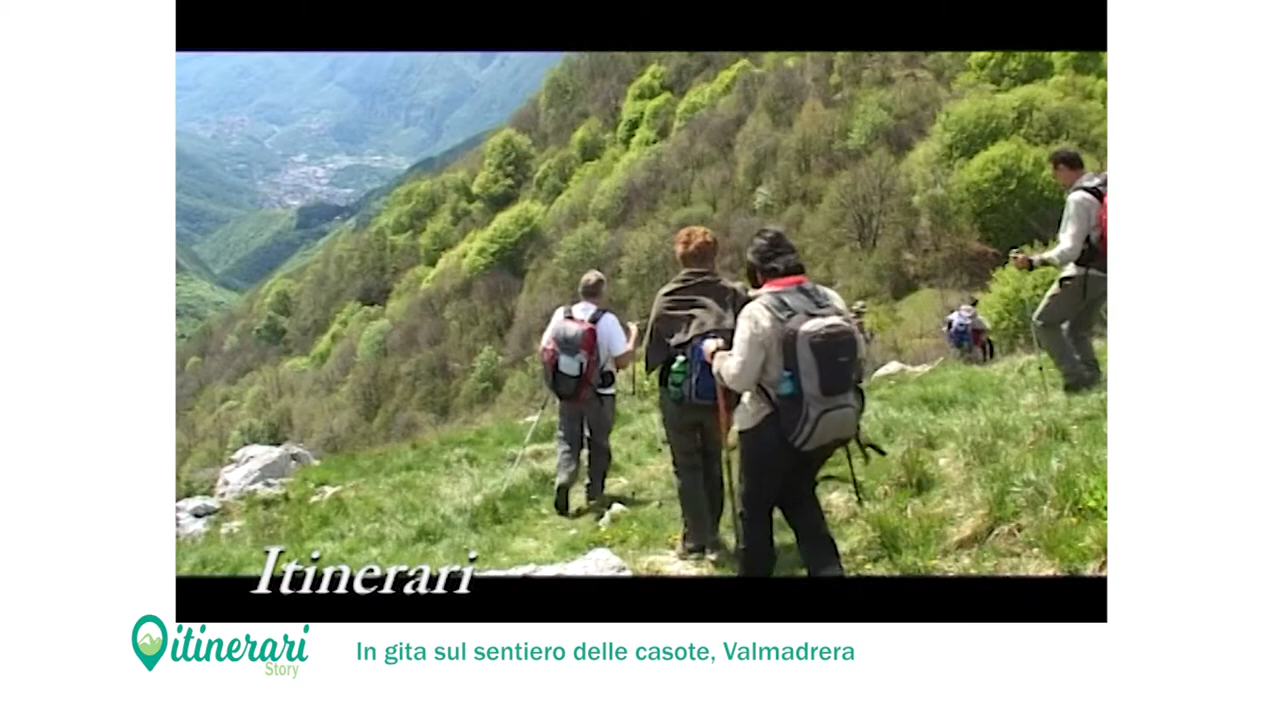 Itinerari
itinerari
Story
In gita sul sentiero delle casote, Valmadrera